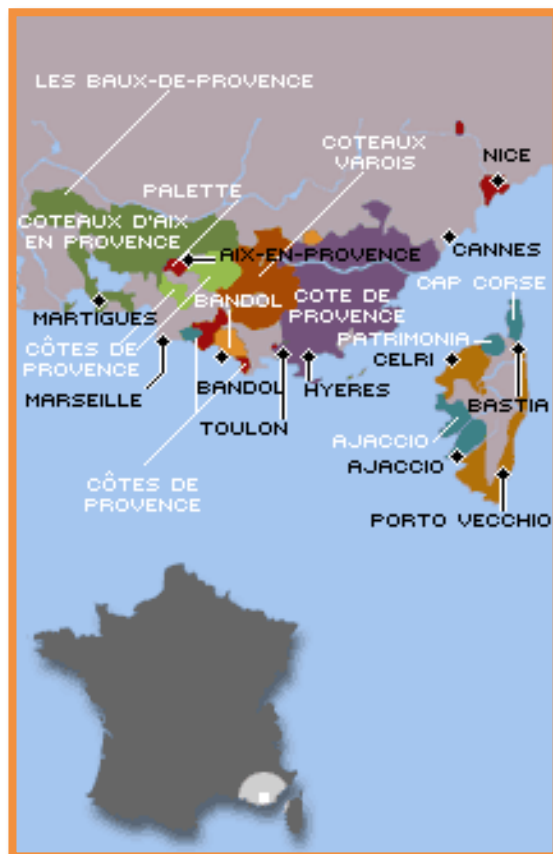 LES BAUX-DE-PROVENCE
COTEAUX
VAROIS
NICE
PALETTE
COTEAUX D'AIX
EN PROVENCE
AIX-EN-PROVENCE
CANNES
CAP CORSE
BANDOL
COTE DE
PROVENCE
MARTIGUES
PATRIMONIA
CÔTES DE
PROVENCE
CELRI
MARSEILLE
BANDOL
HYERES
BASTIA
TOULON
AJACCIO
AJACCIO
CÔTES DE
PROVENCE
PORTO VECCHIO